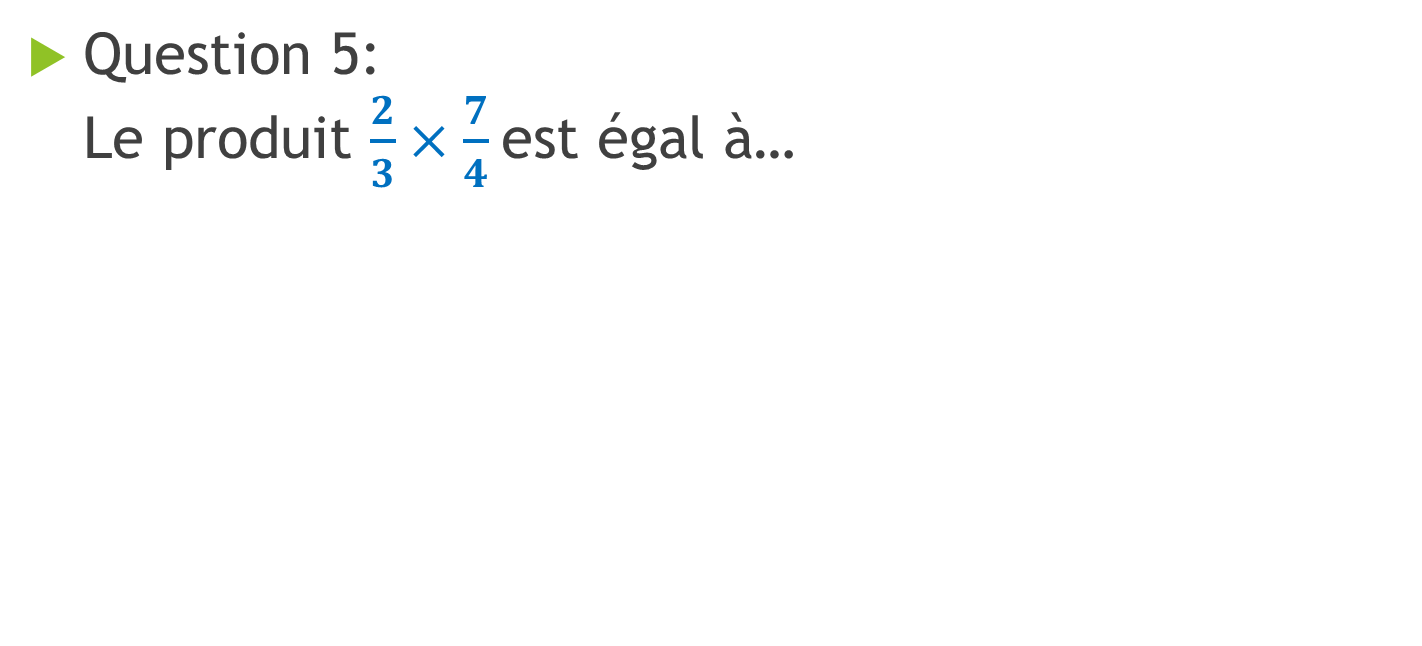 Question 5:
Le produit 2/3 × 7/4 est égal à…